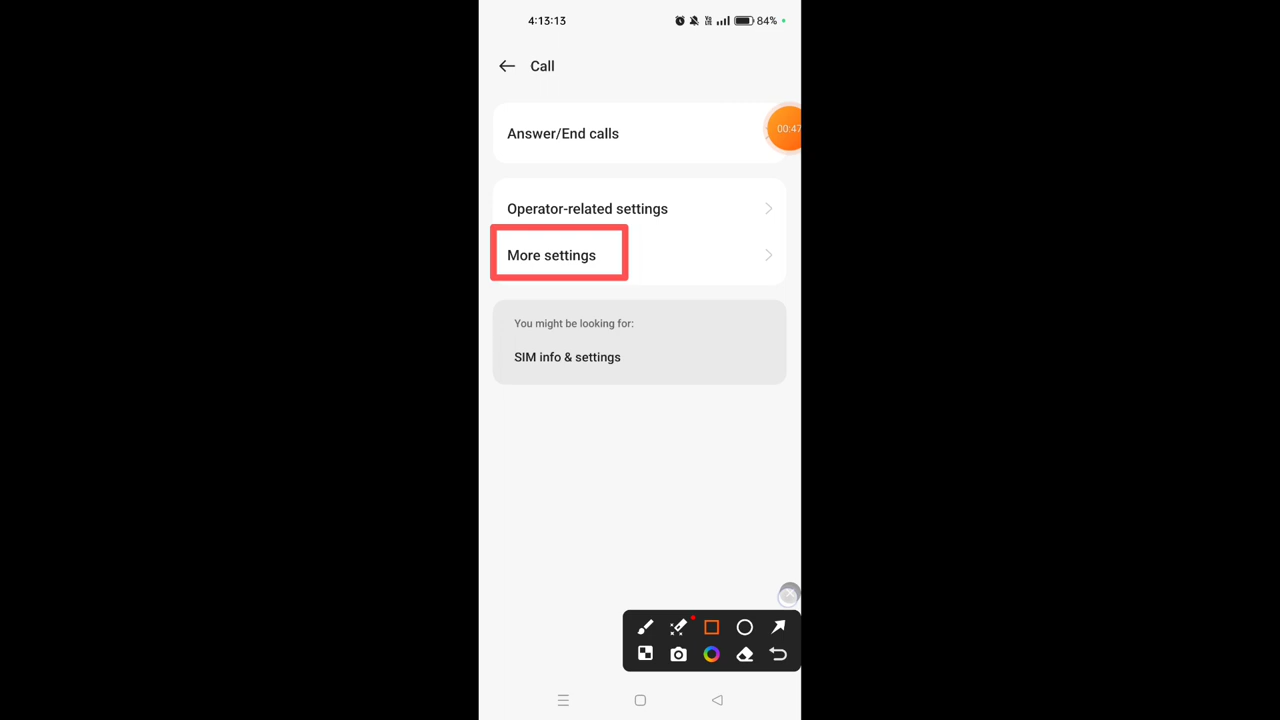 4:13:13
84%
Call
Answer/End calls
00:47
Operator-related settings
More settings
You might be looking for:
SIM info & settings